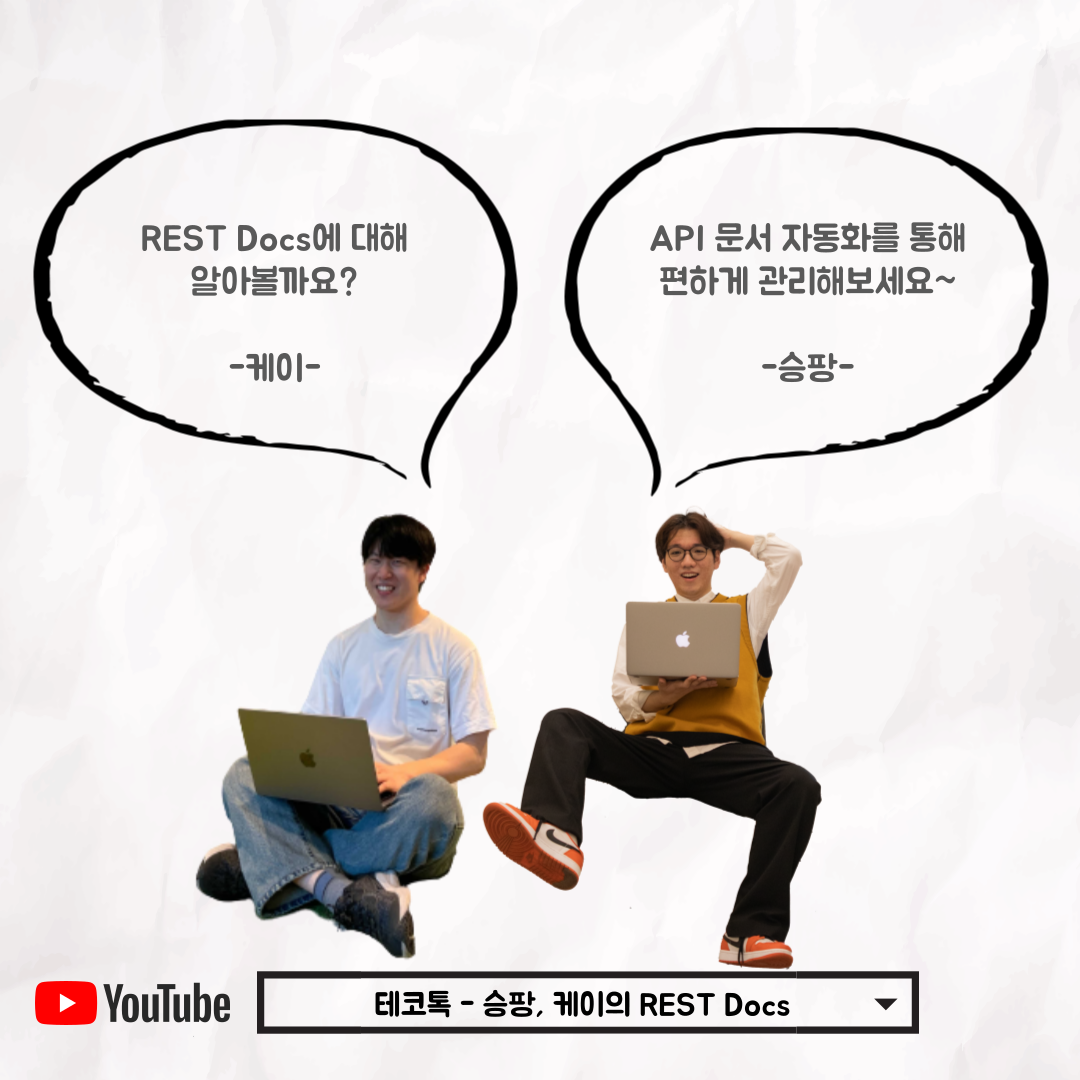 REST Docs에 대해
알아볼까요?
-케이-
API 문서 자동화를 통해
편하게 관리해보세요~
-승팡-
YouTube
테코톡 - 승팡, 케이의 REST Docs